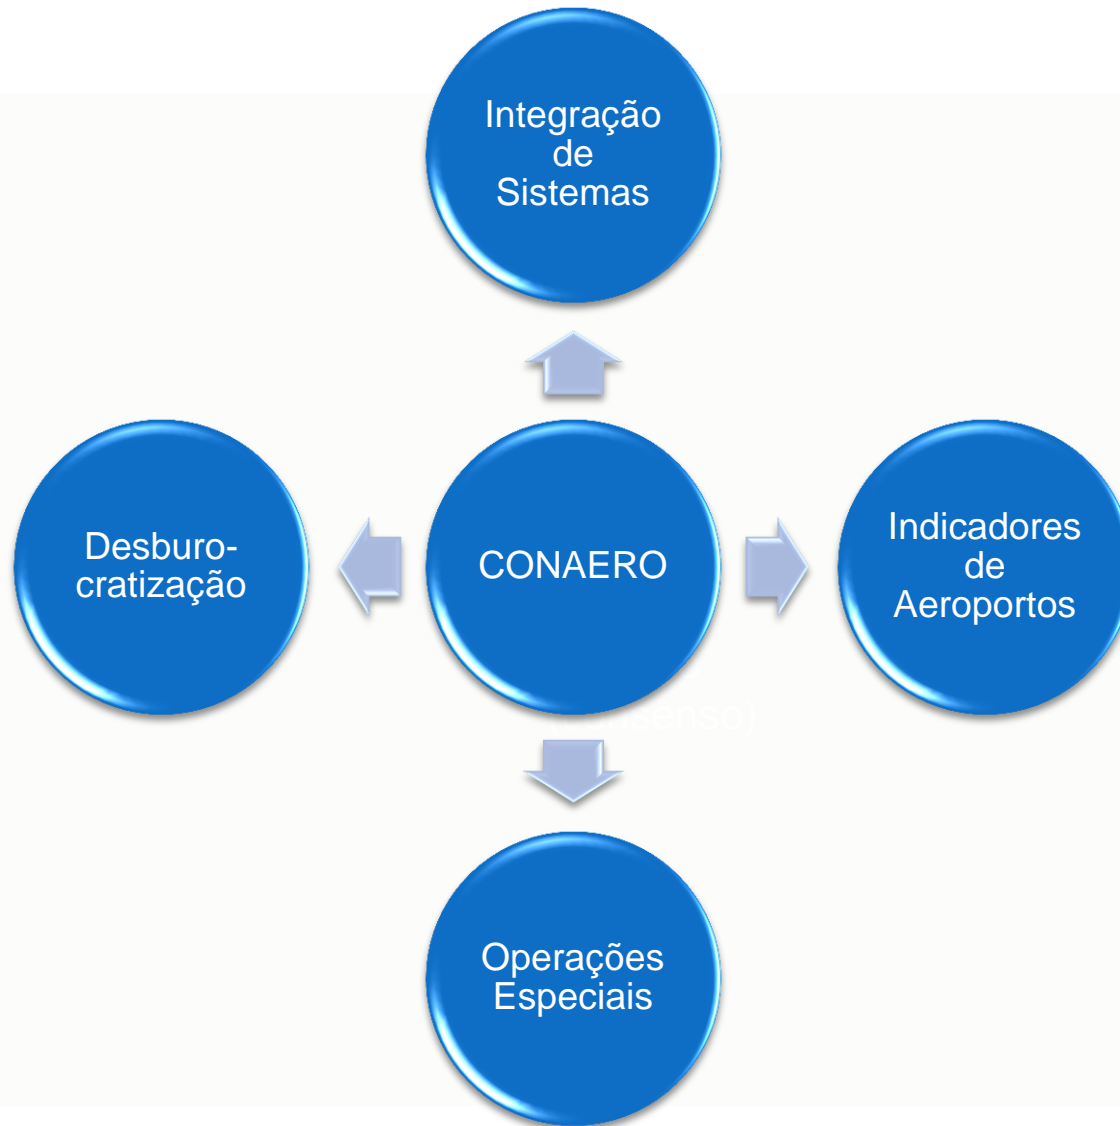 Integração
de
Sistemas
Desburo-
cratização
CONAERO
Indicadores
de
Aeroportos
Operações
Especiais